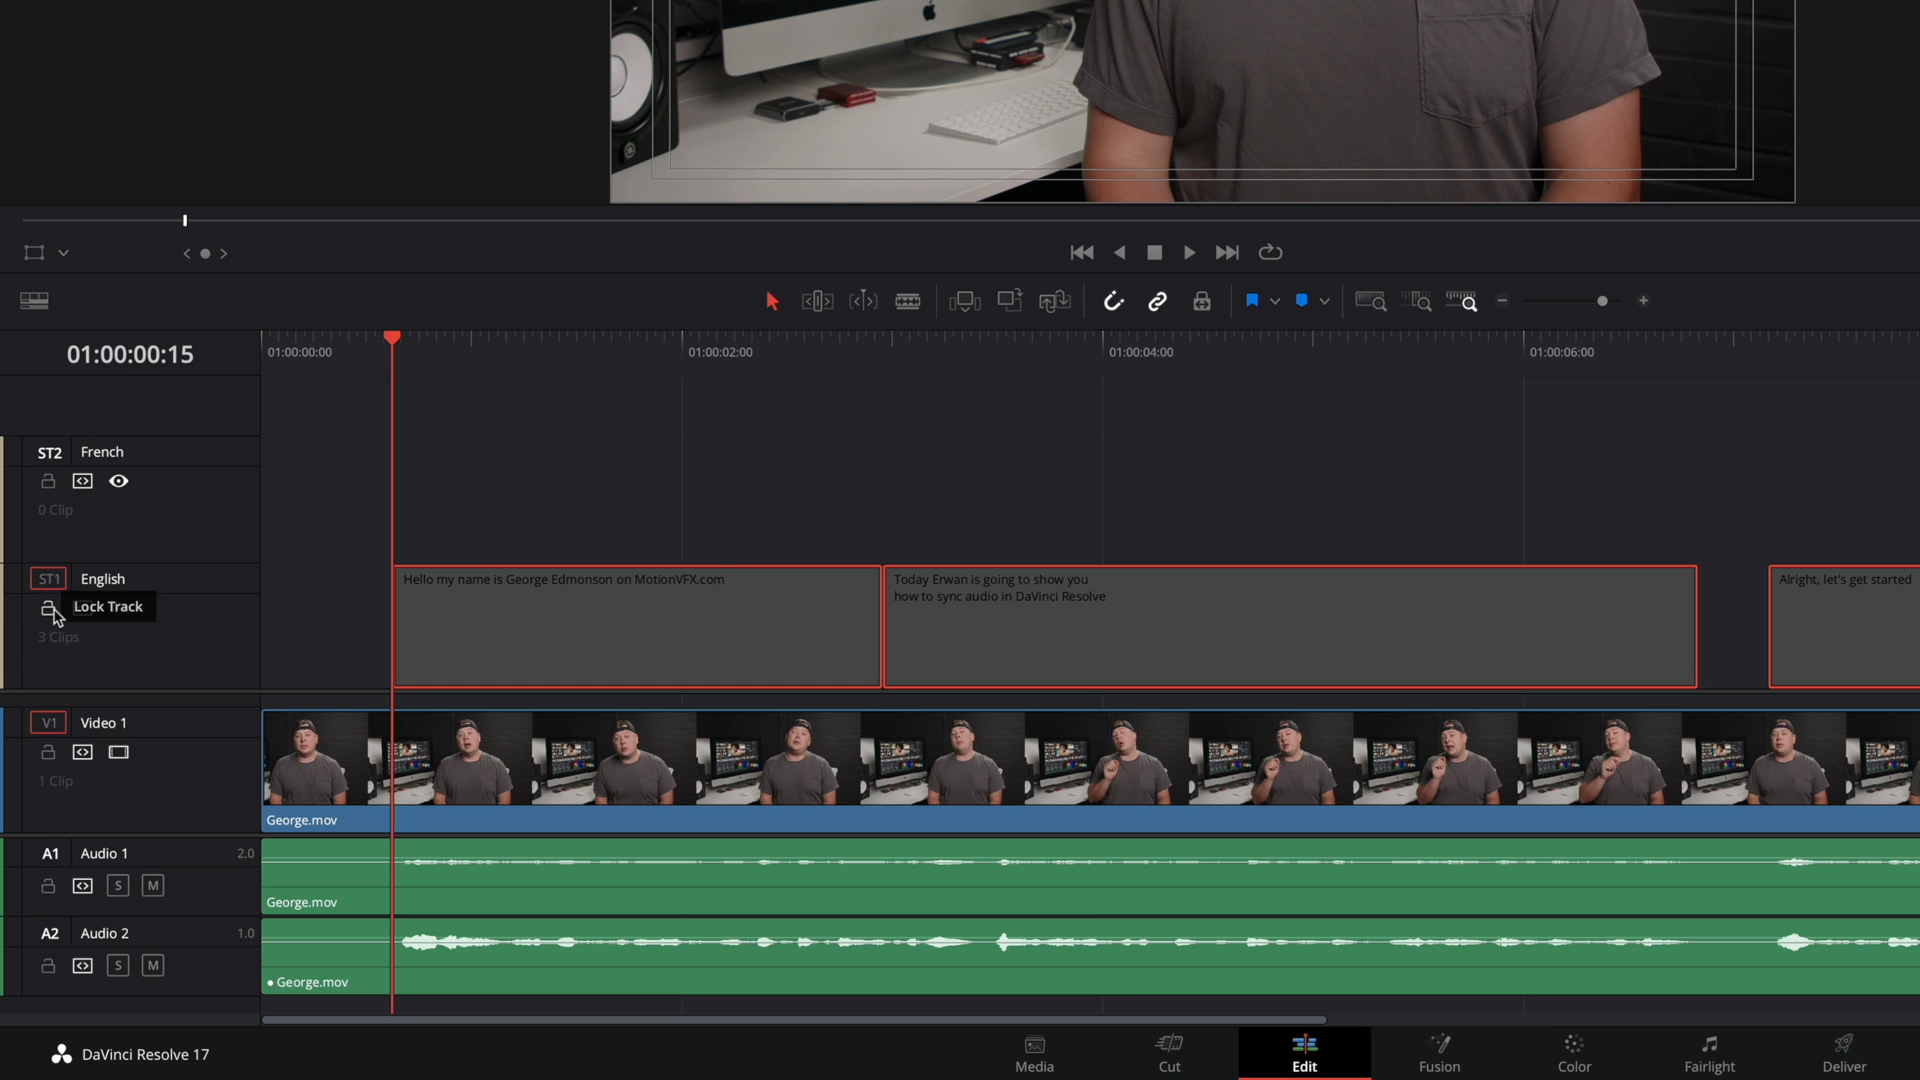 01:00:00:15
01:00:00:00
01:00:02:00
01:00:04:00
01:00:06:00
ST2 French
0 Clip
ST1 English
Lock Track
3 Clips
Hello my name is George Edmonson on MotionVFX.com
Today Erwan is going to show you
how to sync audio in DaVinci Resolve
Alright, let's get started
V1 Video 1
1 Clip
George.mov
A1 Audio 1 2.0
S M
George.mov
A2 Audio 2 1.0
S M
George.mov
DaVinci Resolve 17
Media
Cut
Edit
Fusion
Color
Fairlight
Deliver